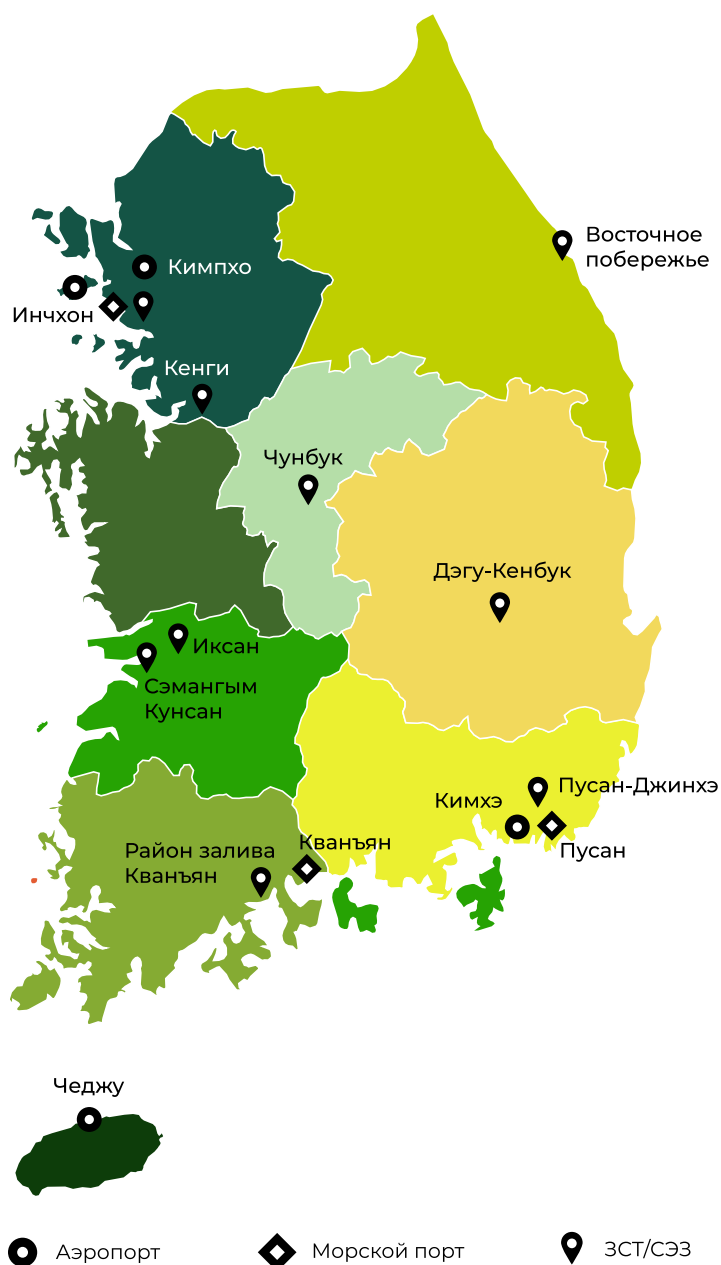 Восточное
побережье
Кимпхо
Инчхон
Кенги
Чунбук
Дэгу-Кенбук
Иксан
Сэмангым
Кунсан
Пусан-Джинхэ
Кимхэ
Пусан
Кванъян
Район залива
Кванъян
Чеджу
Аэропорт
Морской порт
ЗСТ/СЭЗ